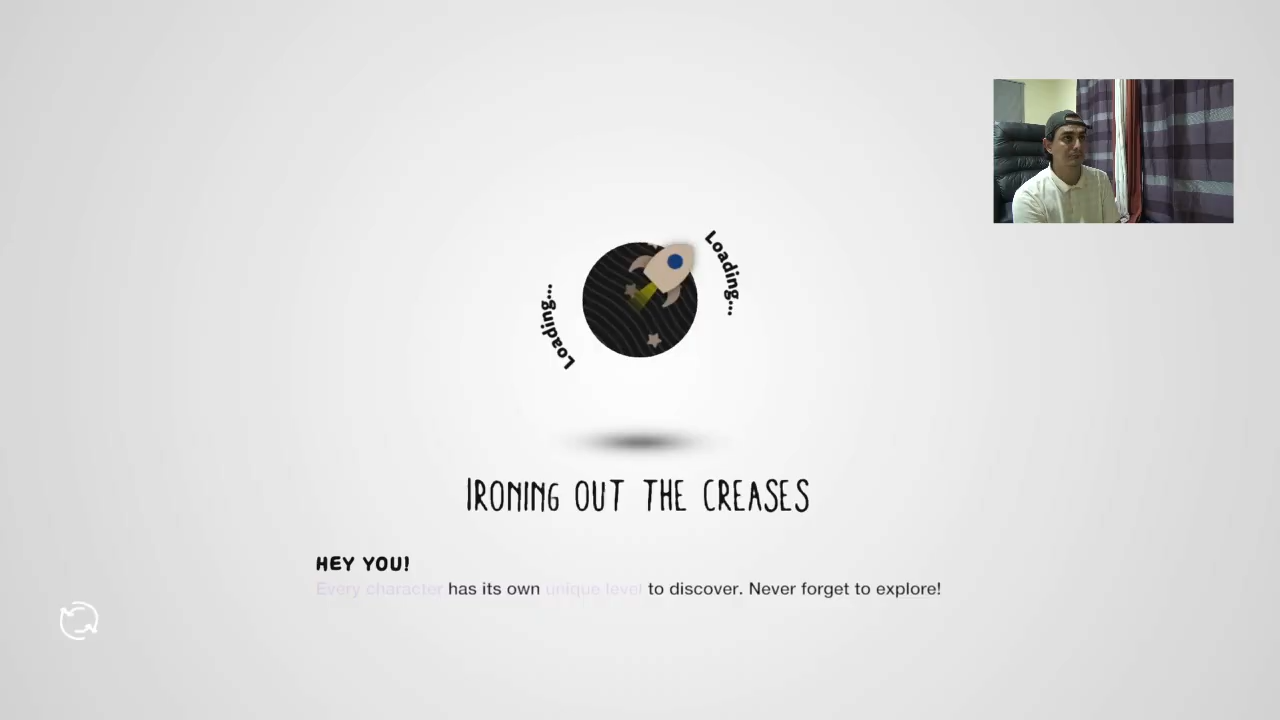 Loading...
Loading...
IRONING OUT THE CREASES
HEY YOU!
Every character has its own unique level to discover. Never forget to explore!